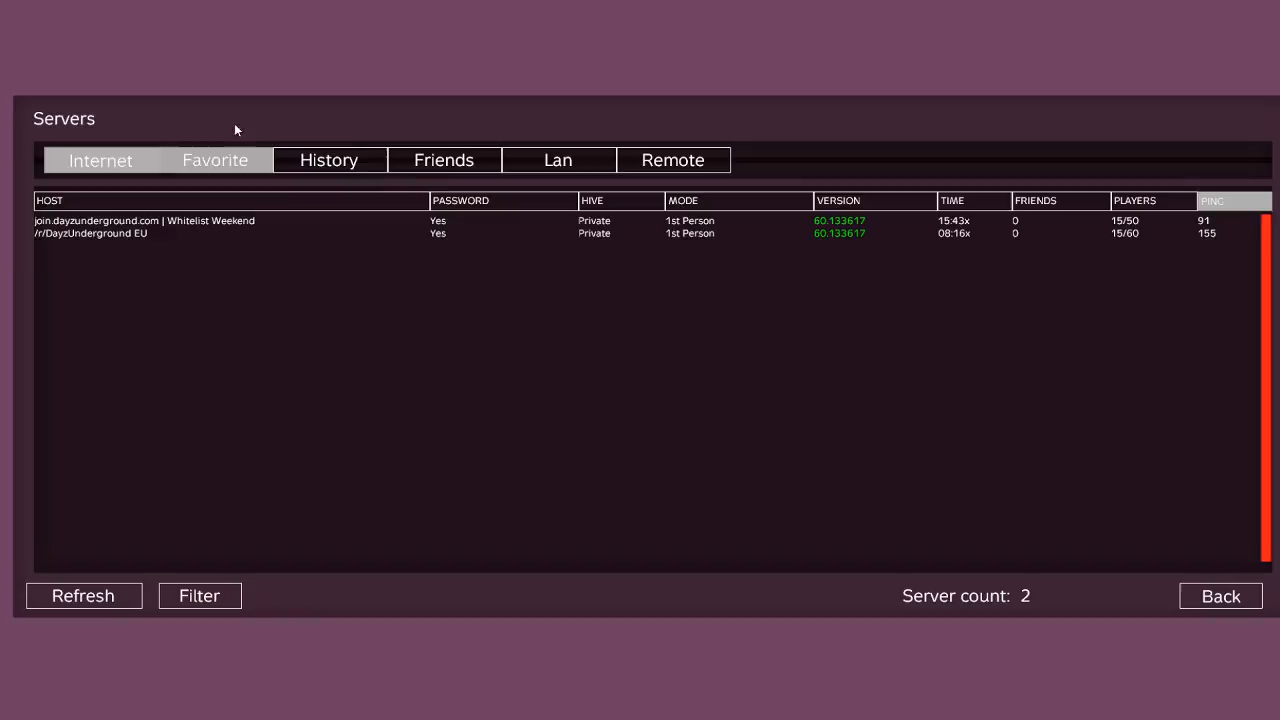 Servers
Internet Favorite History Friends Lan Remote
HOST PASSWORD HIVE MODE VERSION TIME FRIENDS PLAYERS PINC
join.dayzunderground.com | Whitelist Weekend Yes Private 1st Person 60.133617 15:43x 0 15/50 91
/r/DayzUnderground EU Yes Private 1st Person 60.133617 08:16x 0 15/60 155
Refresh Filter Server count: 2 Back